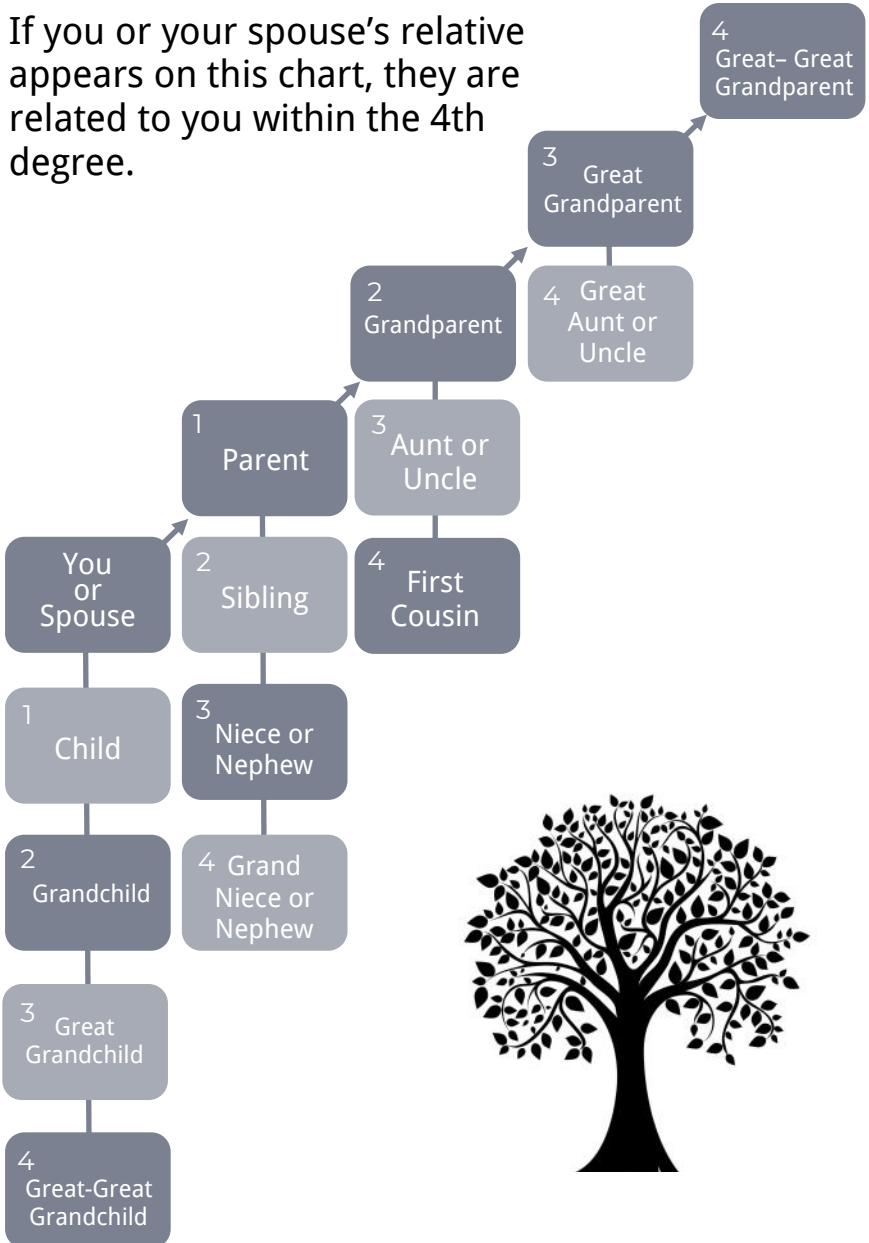 If you or your spouse’s relative
appears on this chart, they are
related to you within the 4th
degree.
4
Great– Great
Grandparent
3
Great
Grandparent
4 Great
Aunt or
Uncle
2
Grandparent
3
Aunt or
Uncle
4
First
Cousin
1
Parent
2
Sibling
3
Niece or
Nephew
4 Grand
Niece or
Nephew
You
or
Spouse
1
Child
2
Grandchild
3
Great
Grandchild
4
Great-Great
Grandchild